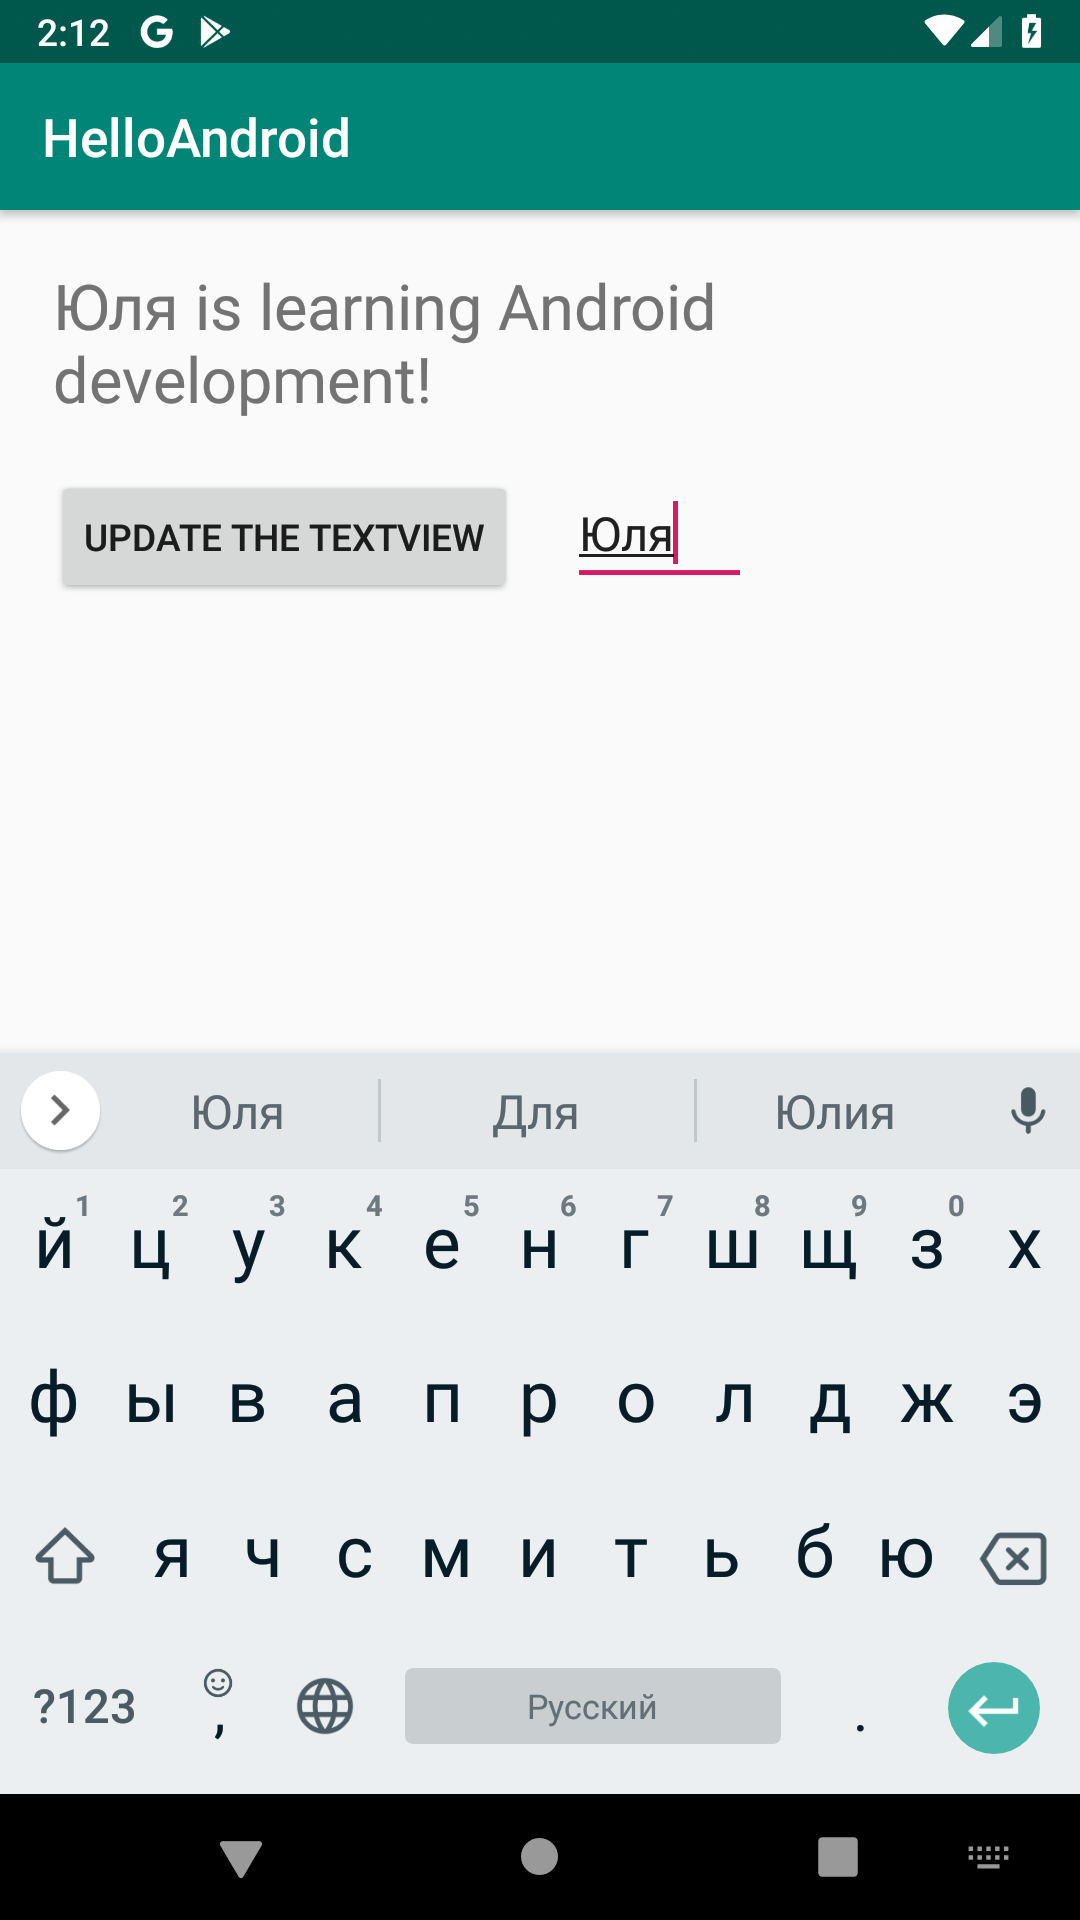 2:12
HelloAndroid
Юля is learning Android
development!
UPDATE THE TEXTVIEW Юля
Юля Для Юлия
1 2 3 4 5 6 7 8 9 0
й ц у к е н г ш щ з х
ф ы в а п р о л д ж э
я ч с м и т ь б ю
?123 , Русский .